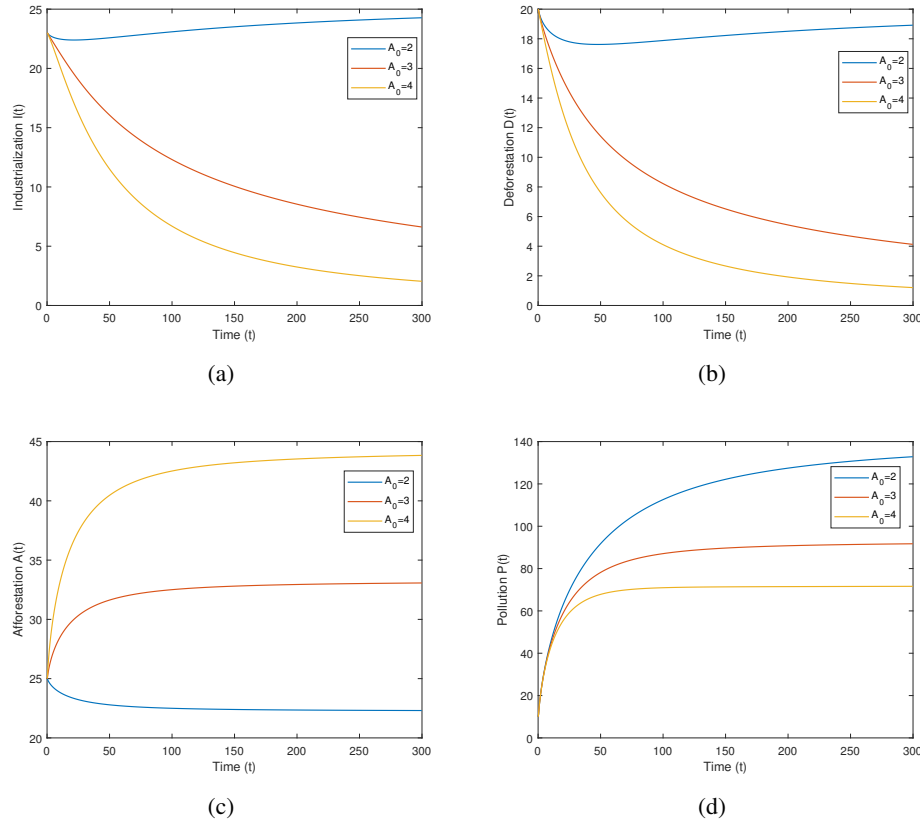 25
20
15
10
5
0
Industrialization I(t)
A0=2
A0=3
A0=4
0 50 100 150 200 250 300
Time (t)
(a)
20
18
16
14
12
10
8
6
4
2
0
Deforestation D(t)
A0=2
A0=3
A0=4
0 50 100 150 200 250 300
Time (t)
(b)
45
40
35
30
25
20
Afforestation A(t)
A0=2
A0=3
A0=4
0 50 100 150 200 250 300
Time (t)
(c)
140
120
100
80
60
40
20
0
Pollution P(t)
A0=2
A0=3
A0=4
0 50 100 150 200 250 300
Time (t)
(d)